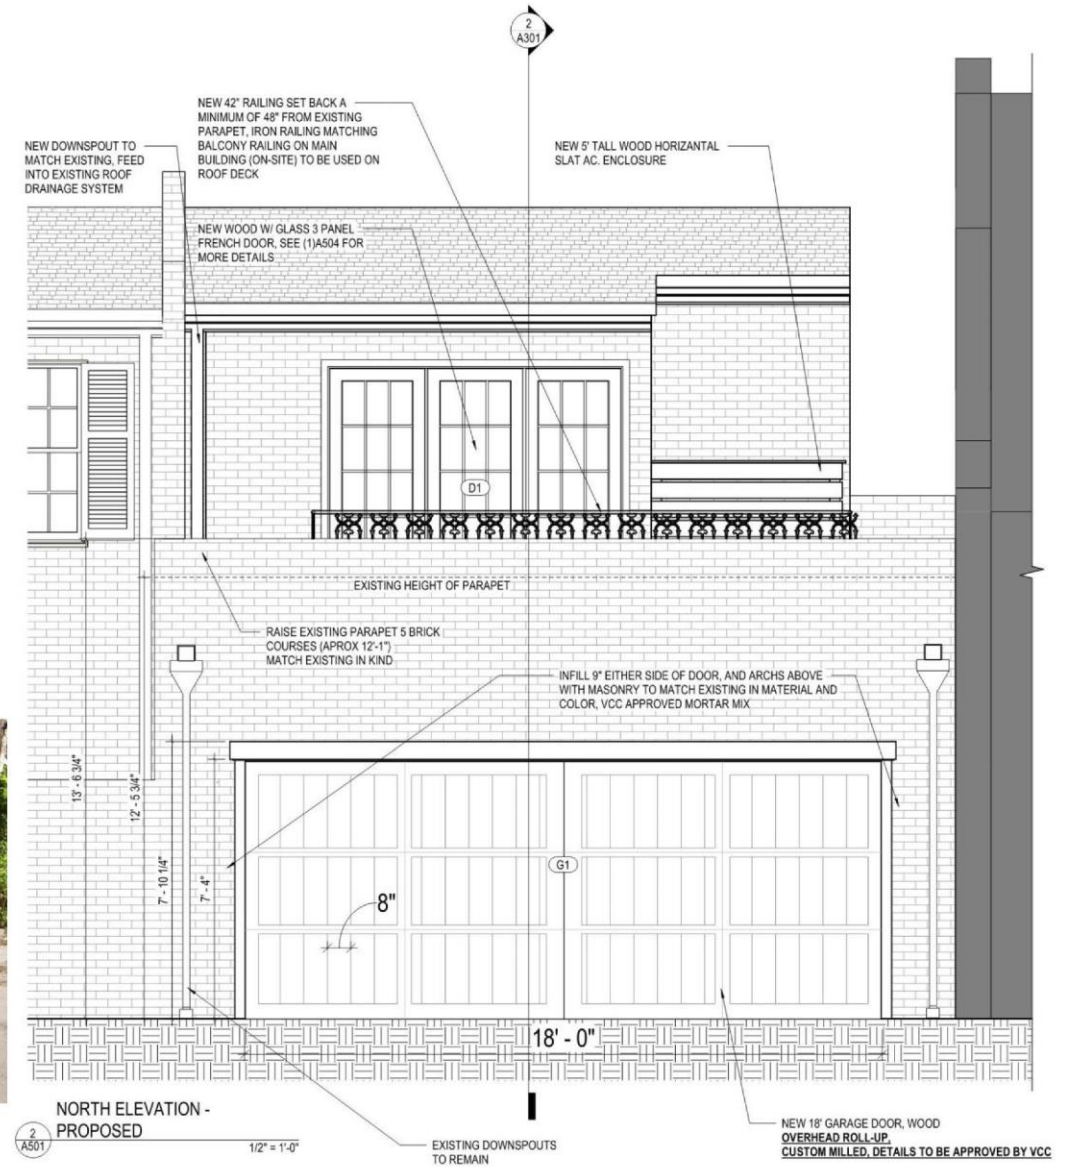 2
A301
NEW 42" RAILING SET BACK A
MINIMUM OF 48" FROM EXISTING
PARAPET, IRON RAILING MATCHING
BALCONY RAILING ON MAIN
BUILDING (ON-SITE) TO BE USED ON
ROOF DECK
NEW DOWNSPOUT TO
MATCH EXISTING, FEED
INTO EXISTING ROOF
DRAINAGE SYSTEM
NEW 5' TALL WOOD HORIZANTAL
SLAT AC. ENCLOSURE
NEW WOOD W/ GLASS 3 PANEL
FRENCH DOOR, SEE (1)A504 FOR
MORE DETAILS
D1
EXISTING HEIGHT OF PARAPET
RAISE EXISTING PARAPET 5 BRICK
COURSES (APROX 12'-1")
MATCH EXISTING IN KIND
INFILL 9" EITHER SIDE OF DOOR, AND ARCHS ABOVE
WITH MASONRY TO MATCH EXISTING IN MATERIAL AND
COLOR, VCC APPROVED MORTAR MIX
13' - 6 3/4"
12' - 5 3/4"
7' - 10 1/4"
7' - 4"
G1
8"
18' - 0"
NORTH ELEVATION -
PROPOSED
2
A501
1/2" = 1'-0"
EXISTING DOWNSPOUTS
TO REMAIN
NEW 18' GARAGE DOOR, WOOD
OVERHEAD ROLL-UP,
CUSTOM MILLED, DETAILS TO BE APPROVED BY VCC